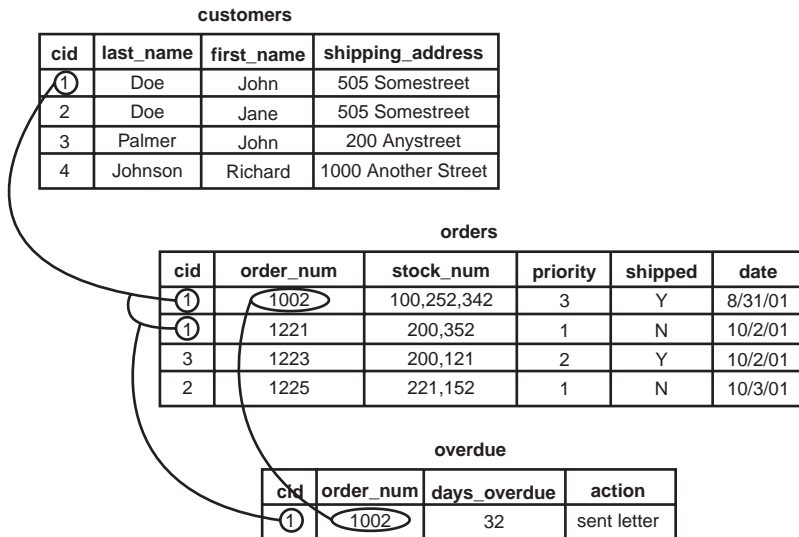 customers
cid last_name first_name shipping_address
1 Doe John 505 Somestreet
2 Doe Jane 505 Somestreet
3 Palmer John 200 Anystreet
4 Johnson Richard 1000 Another Street
orders
cid order_num stock_num priority shipped date
1 1002 100,252,342 3 Y 8/31/01
1 1221 200,352 1 N 10/2/01
3 1223 200,121 2 Y 10/2/01
2 1225 221,152 1 N 10/3/01
overdue
cid order_num days_overdue action
1 1002 32 sent letter